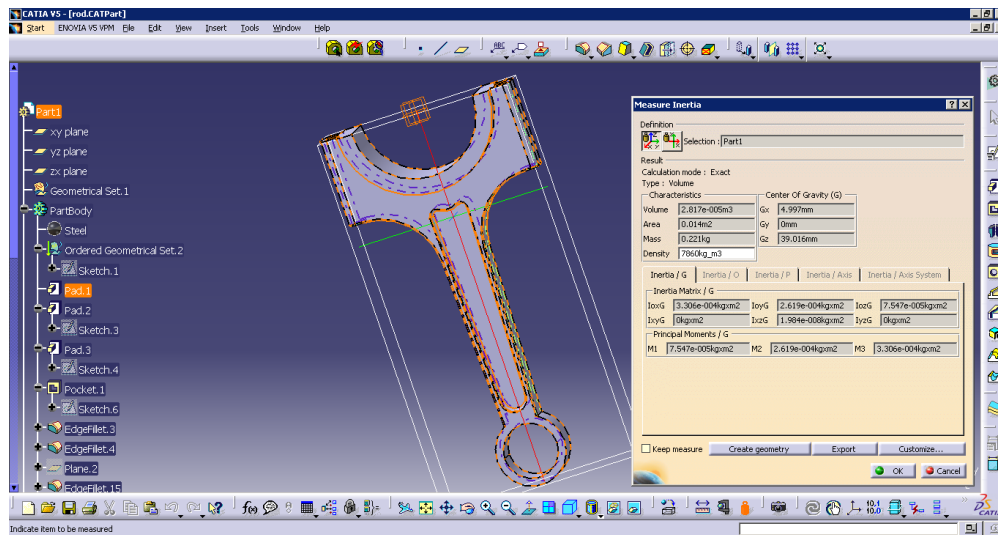 CATIA V5 - [rod.CATPart]
Start ENOVIA V5 VPM File Edit View Insert Tools Window Help
ABC
Part1
xy plane
yz plane
zx plane
Geometrical Set.1
PartBody
Steel
Ordered Geometrical Set.2
Sketch.1
Pad.1
Pad.2
Sketch.3
Pad.3
Sketch.4
Pocket.1
Sketch.6
EdgeFillet.3
EdgeFillet.4
Plane.2
EdgeFillet.15
Measure Inertia
Definition
Selection : Part1
Result
Calculation mode : Exact
Type : Volume
Characteristics Center Of Gravity (G)
Volume 2.817e-005m3 Gx 4.997mm
Area 0.014m2 Gy 0mm
Mass 0.221kg Gz 39.016mm
Density 7860kg_m3
Inertia / G Inertia / O Inertia / P Inertia / Axis Inertia / Axis System
Inertia Matrix / G
IoxG 3.306e-004kgxm2 IoyG 2.619e-004kgxm2 IozG 7.547e-005kgxm2
IxyG 0kgxm2 IxzG 1.984e-008kgxm2 IyzG 0kgxm2
Principal Moments / G
M1 7.547e-005kgxm2 M2 2.619e-004kgxm2 M3 3.306e-004kgxm2
Keep measure Create geometry Export Customize...
OK Cancel
f(x) 10.1
10.0
CATIA
Indicate item to be measured